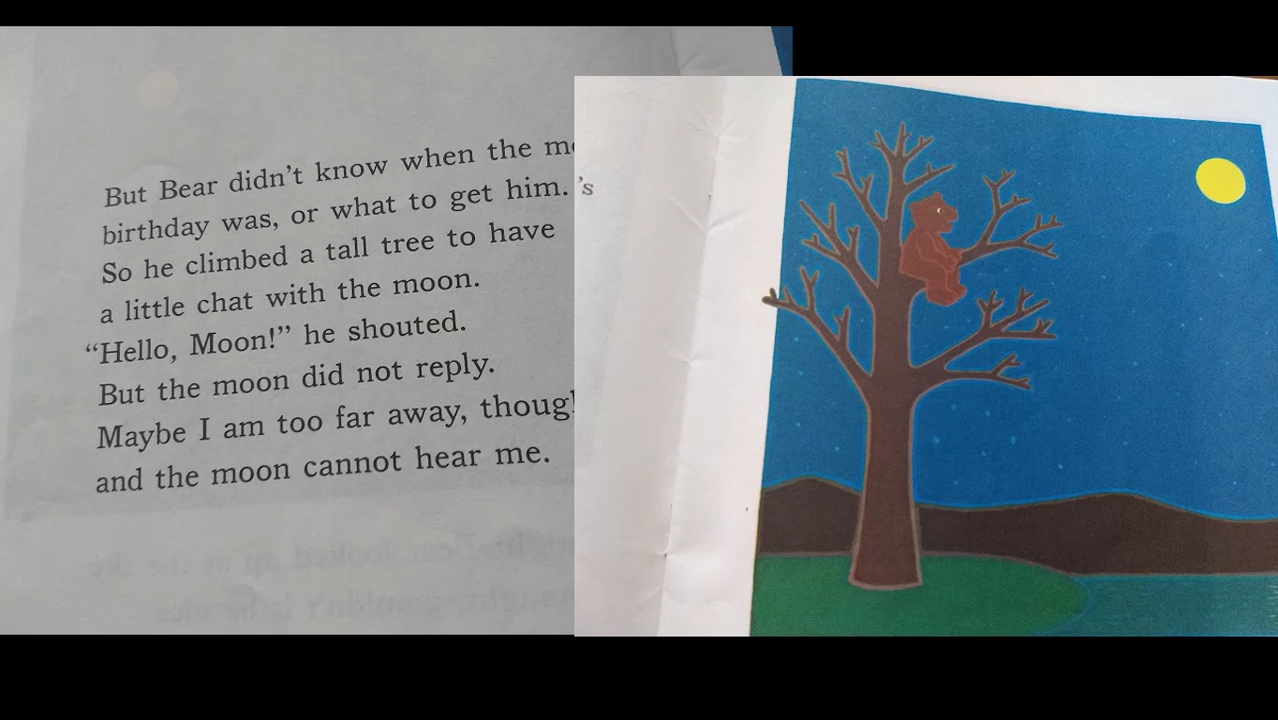 But Bear didn't know when the
birthday was, or what to get him.
So he climbed a tall tree to have
a little chat with the moon.
“Hello, Moon!” he shouted.
But the moon did not reply.
Maybe I am too far away,
and the moon cannot hear me.